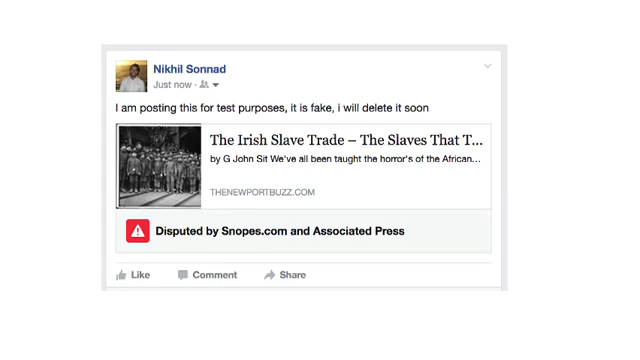 Nikhil Sonnad
Just now ·
I am posting this for test purposes, it is fake, i will delete it soon
The Irish Slave Trade – The Slaves That T...
by G John Sit We've all been taught the horror's of the African...
THENEWPORTBUZZ.COM
Disputed by Snopes.com and Associated Press
Like Comment Share